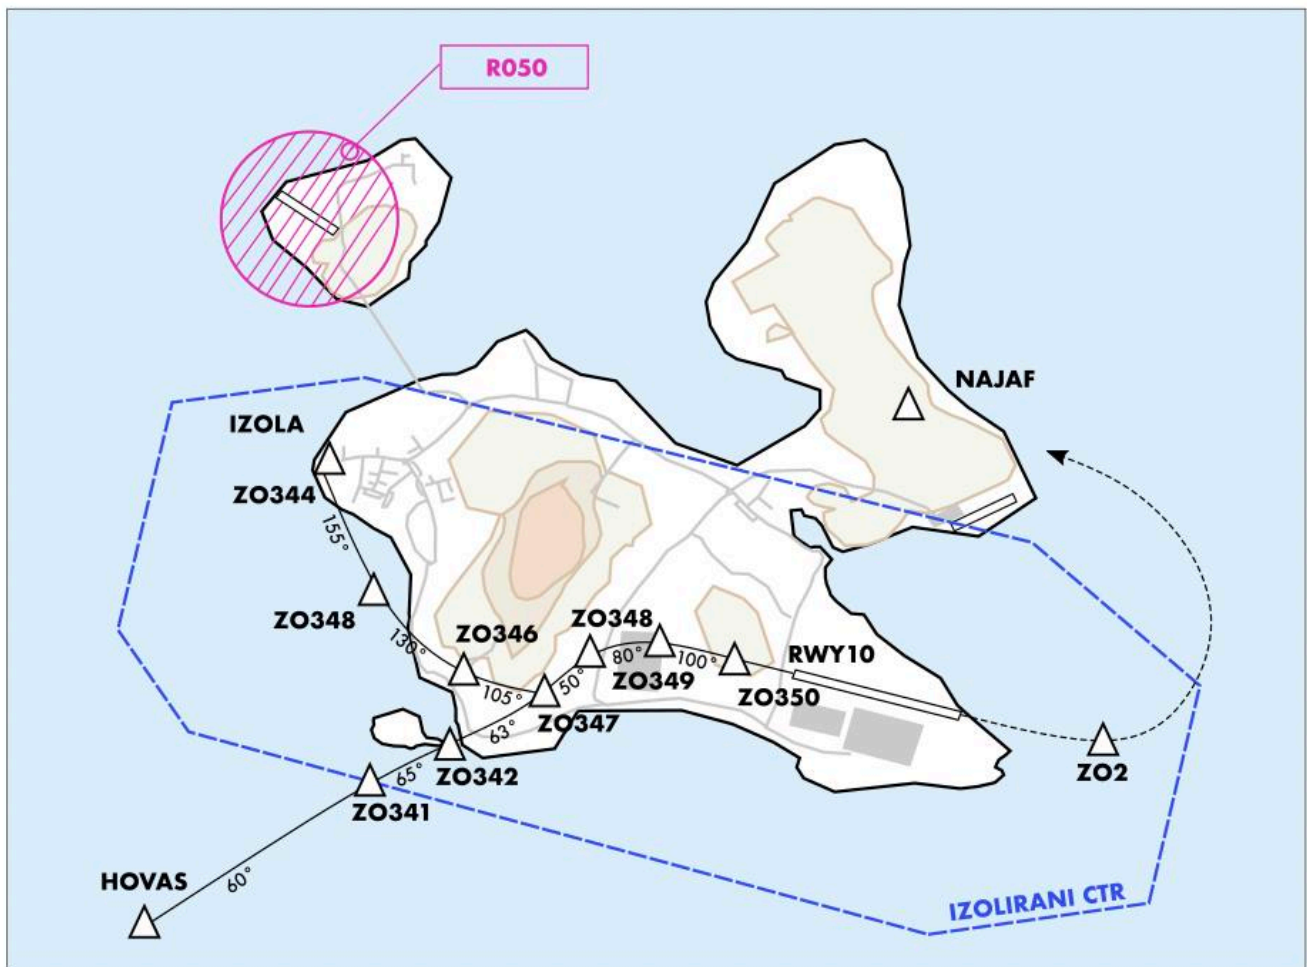 R050
NAJAF
IZOLA
ZO344
155°
ZO348
130°
ZO346
ZO348
105°
50°
80°
ZO349
100°
RWY10
ZO350
ZO347
63°
ZO342
65°
ZO341
ZO2
HOVAS
60°
IZOLIRANI CTR